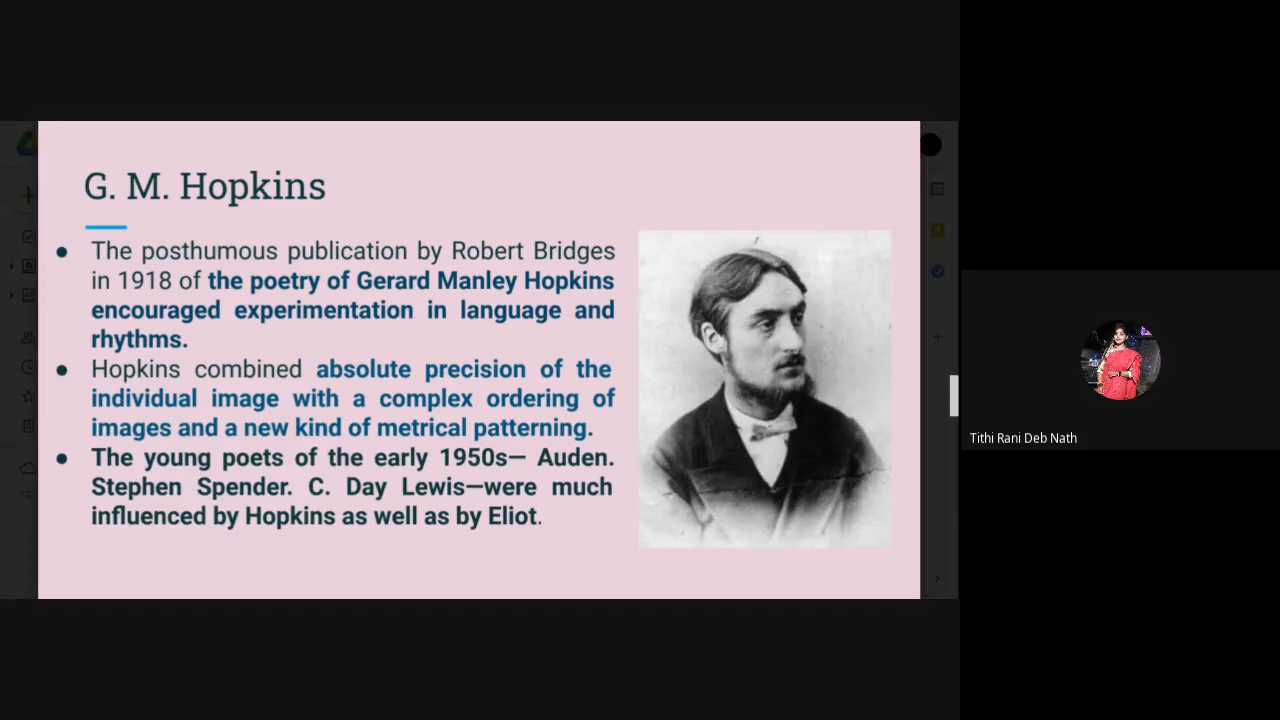 G. M. Hopkins
● The posthumous publication by Robert Bridges
in 1918 of the poetry of Gerard Manley Hopkins
encouraged experimentation in language and
rhythms.
● Hopkins combined absolute precision of the
individual image with a complex ordering of
images and a new kind of metrical patterning.
● The young poets of the early 1950s— Auden.
Stephen Spender. C. Day Lewis—were much
influenced by Hopkins as well as by Eliot.
Tithi Rani Deb Nath